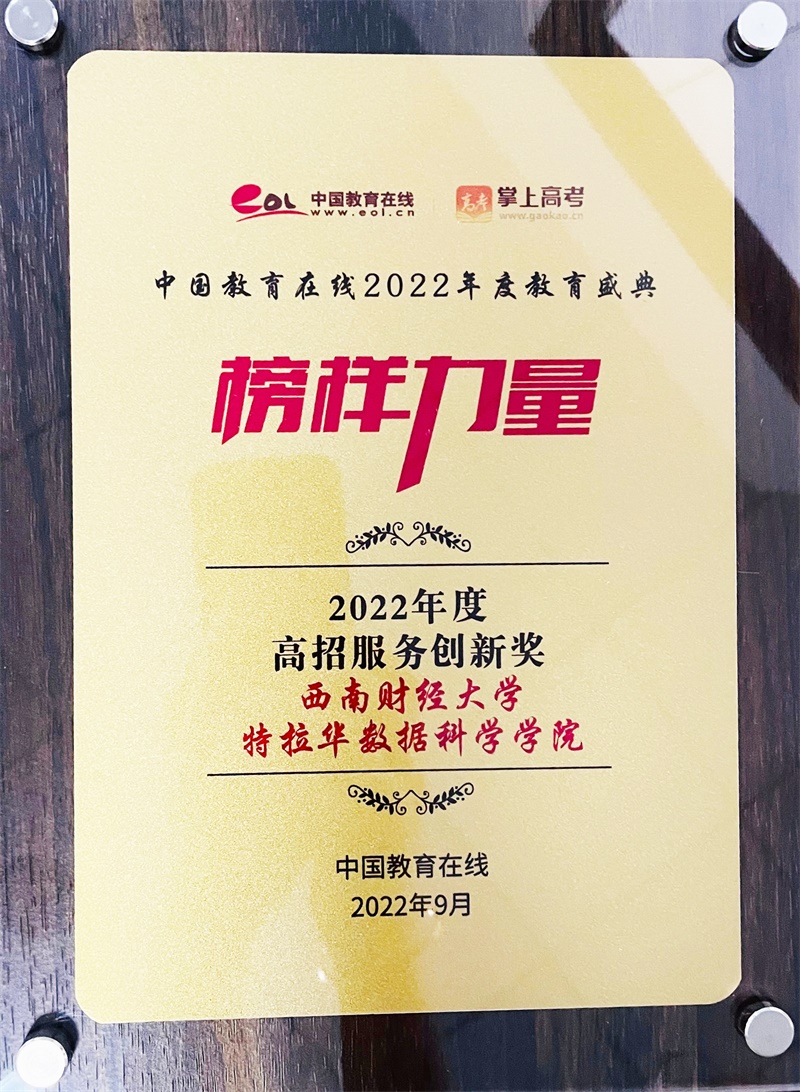 eol 中国教育在线 掌上高考
www.eol.cn www.gaokao.cn
中国教育在线2022年度教育盛典
榜样力量
2022年度
高招服务创新奖
西南财经大学
特拉华数据科学学院
中国教育在线
2022年9月